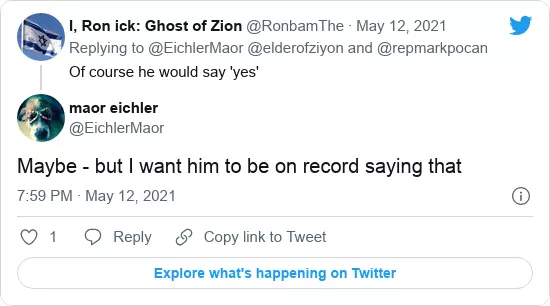 I, Ron ick: Ghost of Zion @RonbamThe · May 12, 2021
Replying to @EichlerMaor @elderofziyon and @repmarkpocan
Of course he would say 'yes'
maor eichler
@EichlerMaor
Maybe - but I want him to be on record saying that
7:59 PM · May 12, 2021
1 Reply Copy link to Tweet
Explore what's happening on Twitter